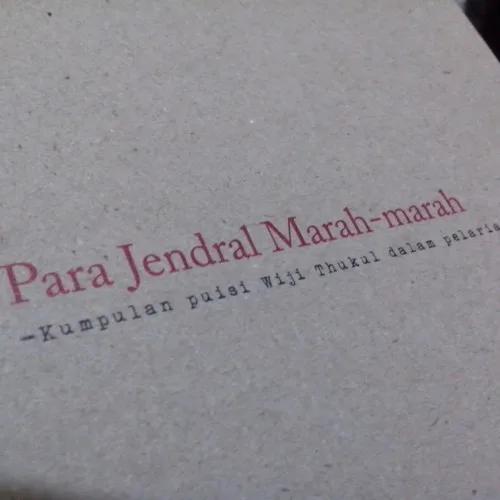 Para Jendral Marah-marah
-Kumpulan puisi Wiji Thukul dalam pelaria